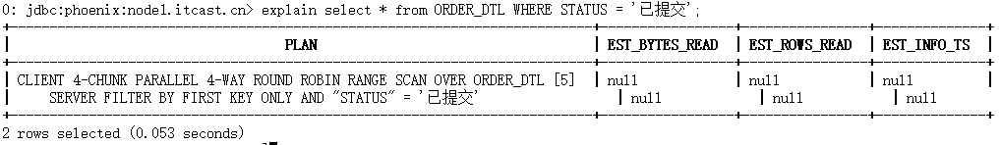 0: jdbc:phoenix:node1.itcast.cn> explain select * from ORDER_DTL WHERE STATUS = '已提交';
| PLAN | EST_BYTES_READ | EST_ROWS_READ | EST_INFO_TS |
| CLIENT 4-CHUNK PARALLEL 4-WAY ROUND ROBIN RANGE SCAN OVER ORDER_DTL [5] | null | null | null |
| SERVER FILTER BY FIRST KEY ONLY AND "STATUS" = '已提交' | null | null | null |
2 rows selected (0.053 seconds)